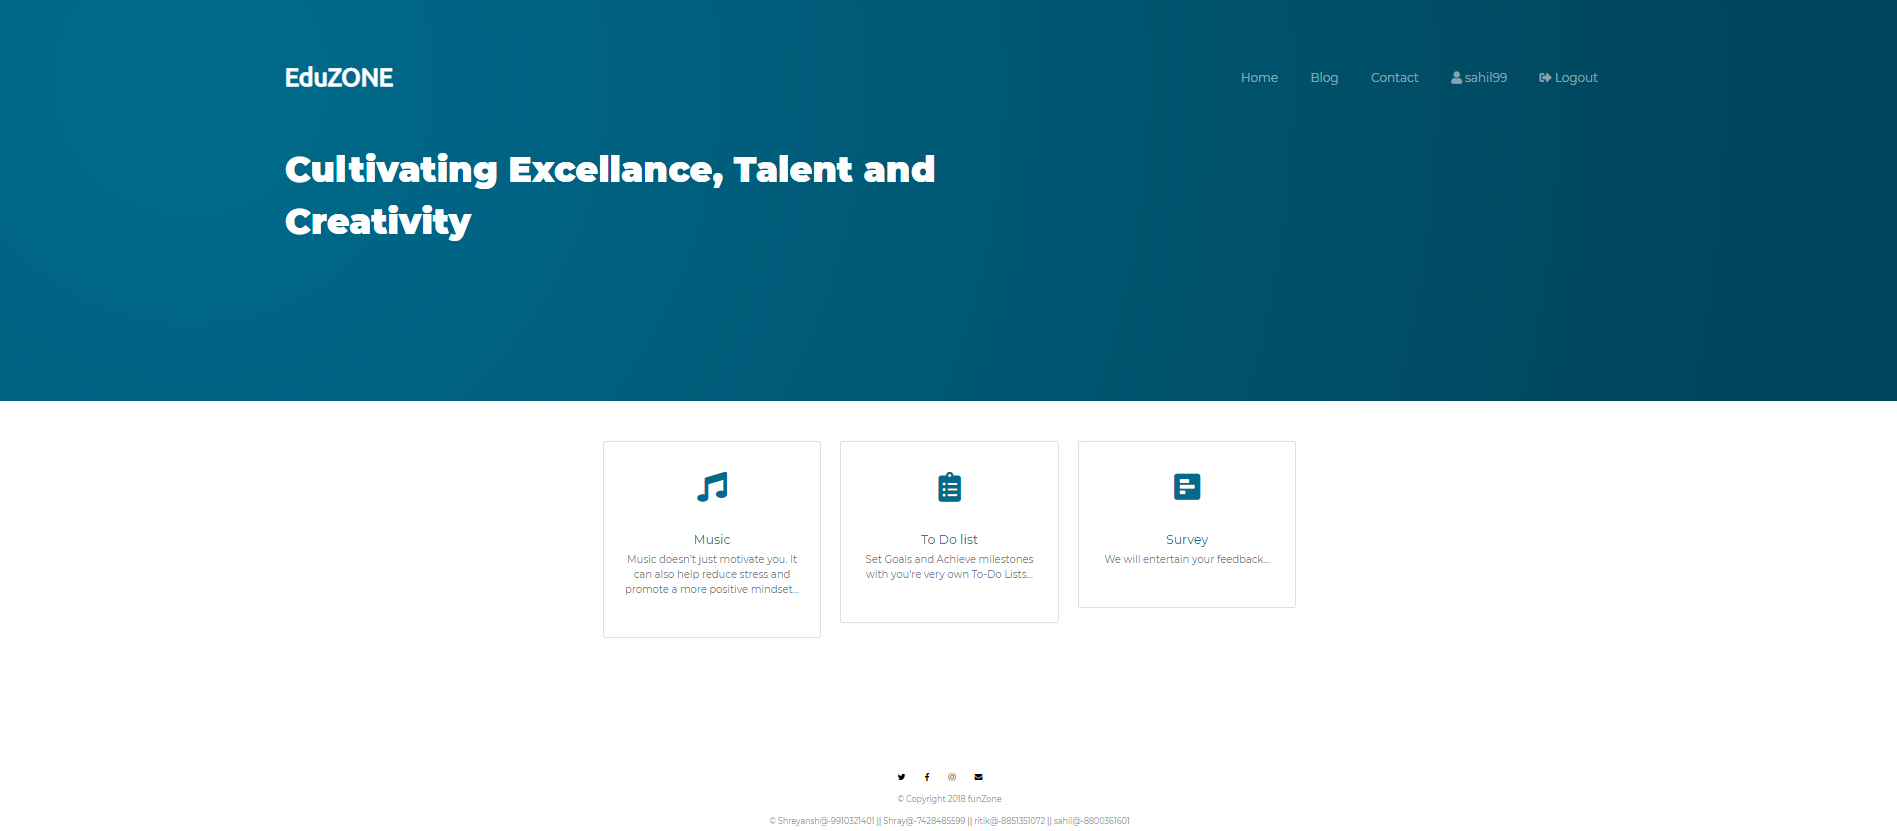 EduZONE
Home Blog Contact sahil99 Logout
Cultivating Excellance, Talent and
Creativity
Music
Music doesn't just motivate you. It
can also help reduce stress and
promote a more positive mindset...
To Do list
Set Goals and Achieve milestones
with you're very own To-Do Lists...
Survey
We will entertain your feedback...
© Copyright 2018 funZone
© Shreyansh@-9910321401 || Shray@-7428485599 || ritik@-8851351072 || sahil@-8800361601